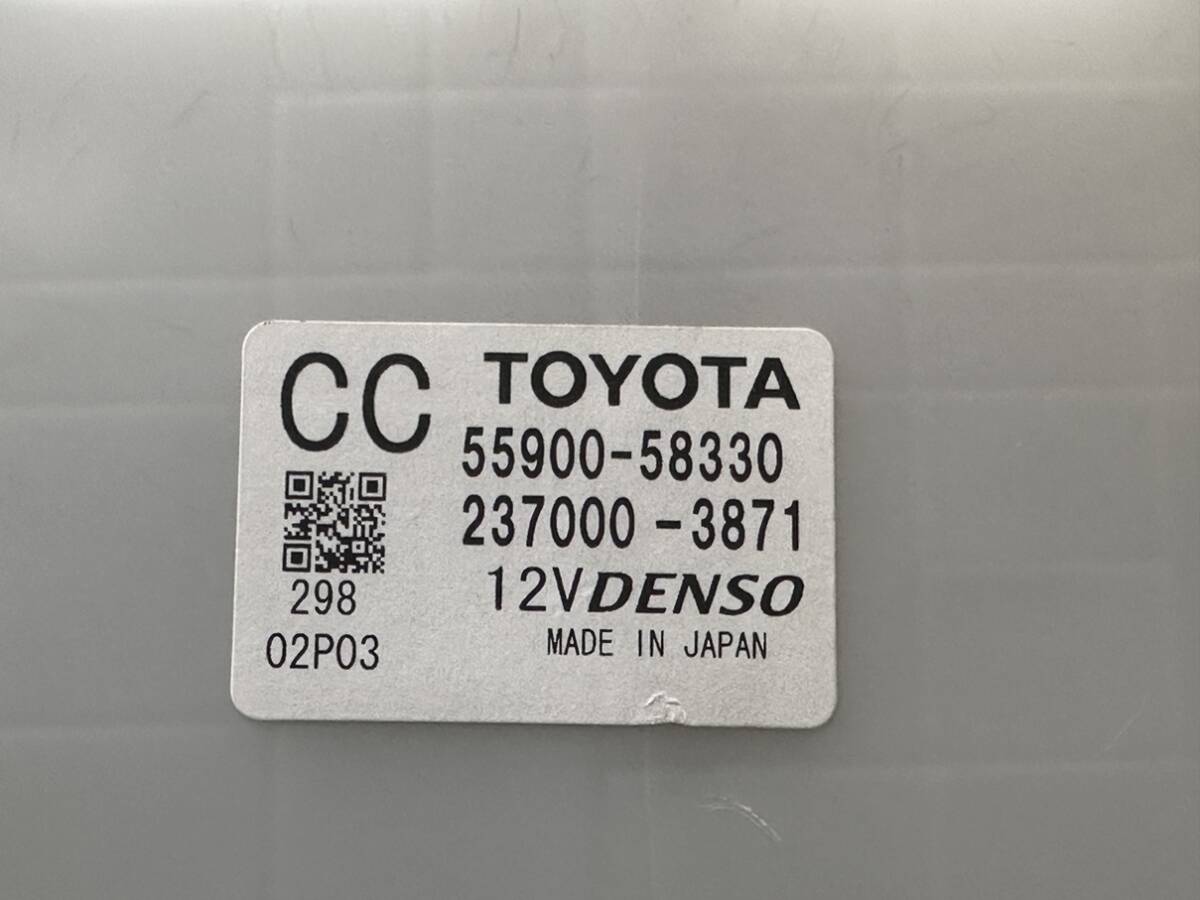 CC
TOYOTA
55900-58330
237000-3871
12V DENSO
MADE IN JAPAN
298
02P03